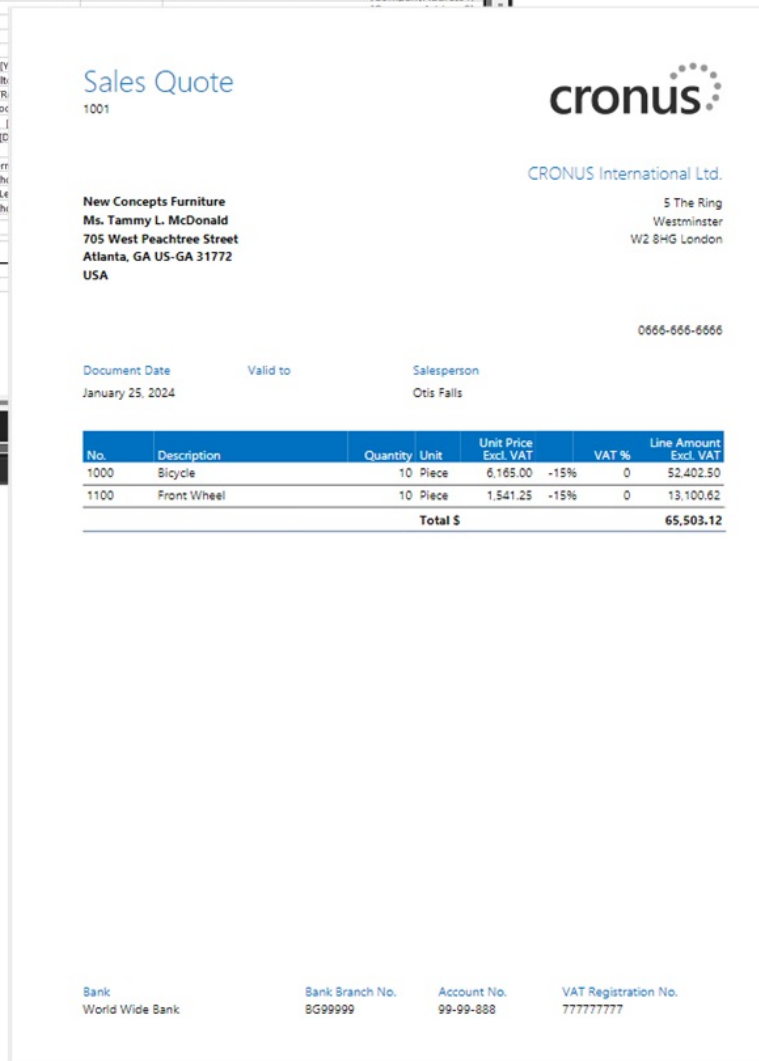 Sales Quote
1001
cronus
CRONUS International Ltd.
New Concepts Furniture
Ms. Tammy L. McDonald
705 West Peachtree Street
Atlanta, GA US-GA 31772
USA
5 The Ring
Westminster
W2 8HG London
0666-666-6666
Document Date Valid to Salesperson
January 25, 2024 Otis Falls
No. Description Quantity Unit Unit Price Excl. VAT VAT % Line Amount Excl. VAT
1000 Bicycle 10 Piece 6,165.00 -15% 0 52,402.50
1100 Front Wheel 10 Piece 1,541.25 -15% 0 13,100.62
Total $ 65,503.12
Bank Bank Branch No. Account No. VAT Registration No.
World Wide Bank BG99999 99-99-888 777777777